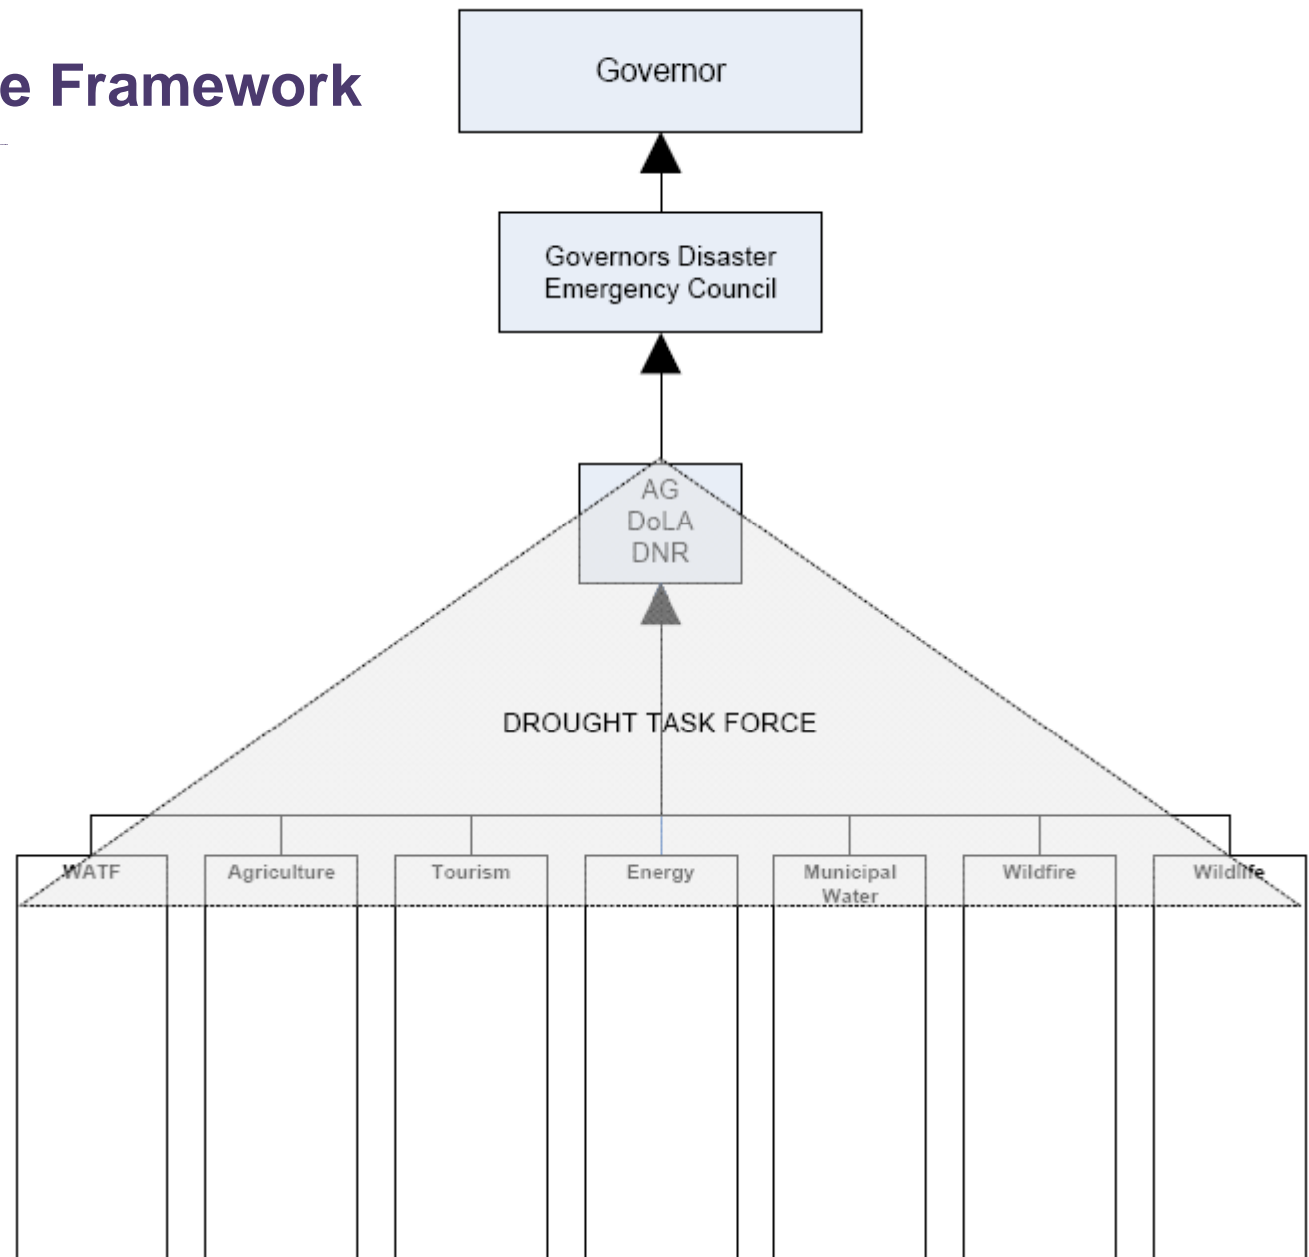 e Framework
Governor
Governors Disaster
Emergency Council
AG
DoLA
DNR
DROUGHT TASK FORCE
WATF
Agriculture
Tourism
Energy
Municipal
Water
Wildfire
Wildlife